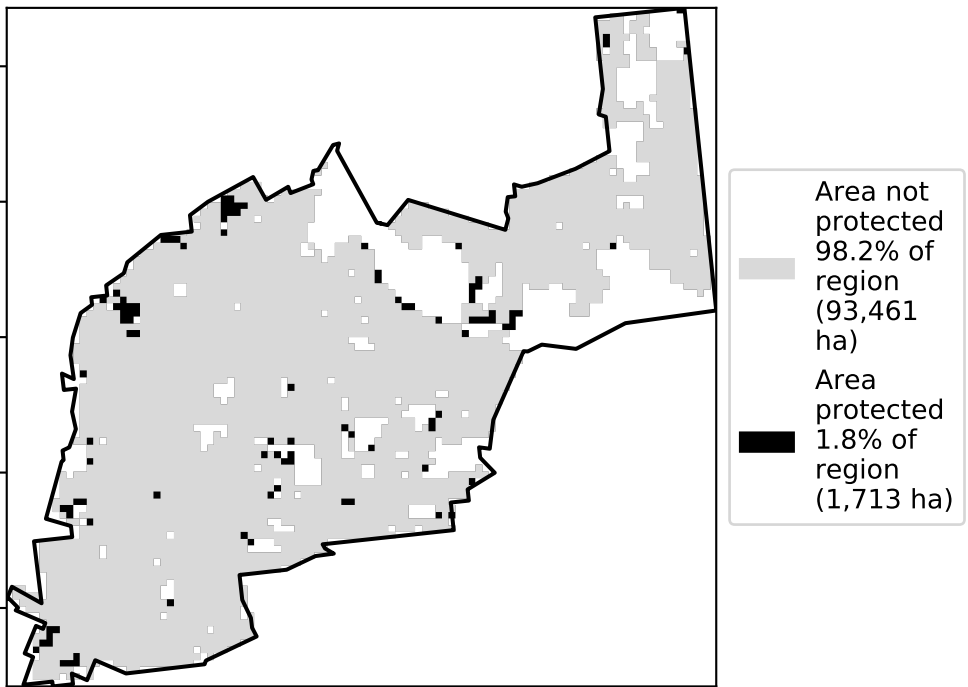 Area not
protected
98.2% of
region
(93,461
ha)
Area
protected
1.8% of
region
(1,713 ha)